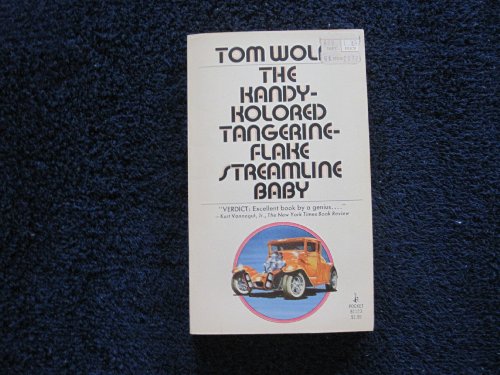 TOM WOL
THE
KANDY-
KOLORED
TANGERINE-
FLAKE
STREAMLINE
BABY
"VERDICT: Excellent book by a genius...."
—Kurt Vonnegut, Jr., The New York Times Book Review
POCKET